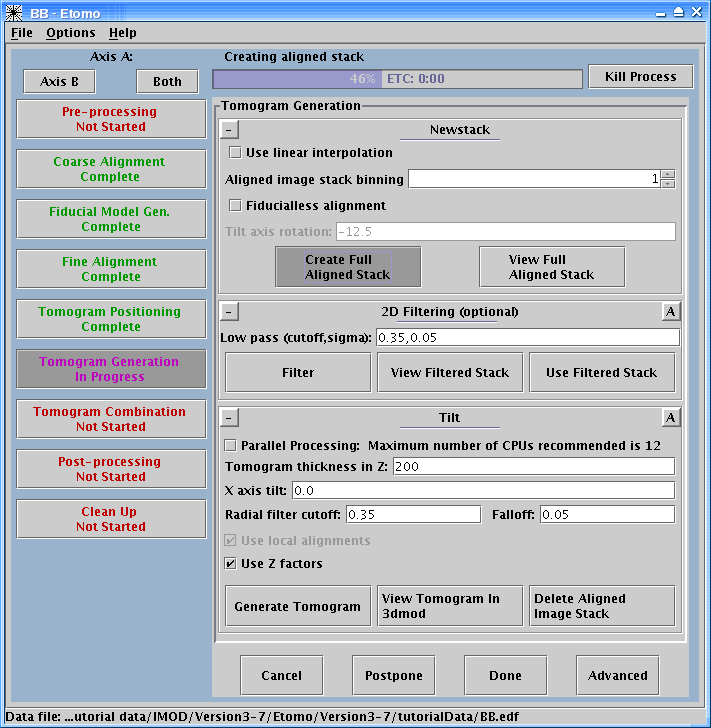 BB - Etomo
File Options Help
Axis A:
Creating aligned stack
Axis B
Both
46% ETC: 0:00
Kill Process
Pre-processing
Not Started
Coarse Alignment
Complete
Fiducial Model Gen.
Complete
Fine Alignment
Complete
Tomogram Positioning
Complete
Tomogram Generation
In Progress
Tomogram Combination
Not Started
Post-processing
Not Started
Clean Up
Not Started
Tomogram Generation
- Newstack
Use linear interpolation
Aligned image stack binning 1
Fiducialless alignment
Tilt axis rotation: -12.5
Create Full
Aligned Stack
View Full
Aligned Stack
- 2D Filtering (optional) A
Low pass (cutoff,sigma): 0.35,0.05
Filter
View Filtered Stack
Use Filtered Stack
- Tilt A
Parallel Processing: Maximum number of CPUs recommended is 12
Tomogram thickness in Z: 200
X axis tilt: 0.0
Radial filter cutoff: 0.35 Falloff: 0.05
Use local alignments
Use Z factors
Generate Tomogram
View Tomogram In
3dmod
Delete Aligned
Image Stack
Cancel
Postpone
Done
Advanced
Data file: ...utorial data/IMOD/Version3-7/Etomo/Version3-7/tutorialData/BB.edf